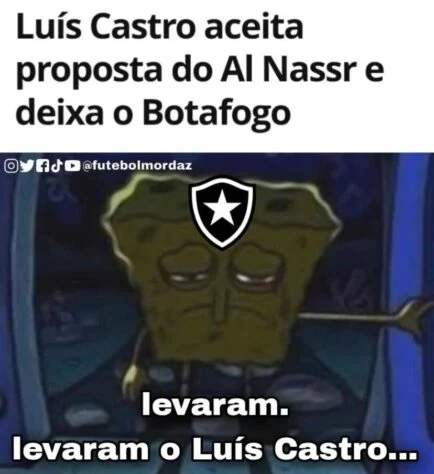 Luís Castro aceita
proposta do Al Nassr e
deixa o Botafogo
@futebolmordaz
levaram.
levaram o Luís Castro...